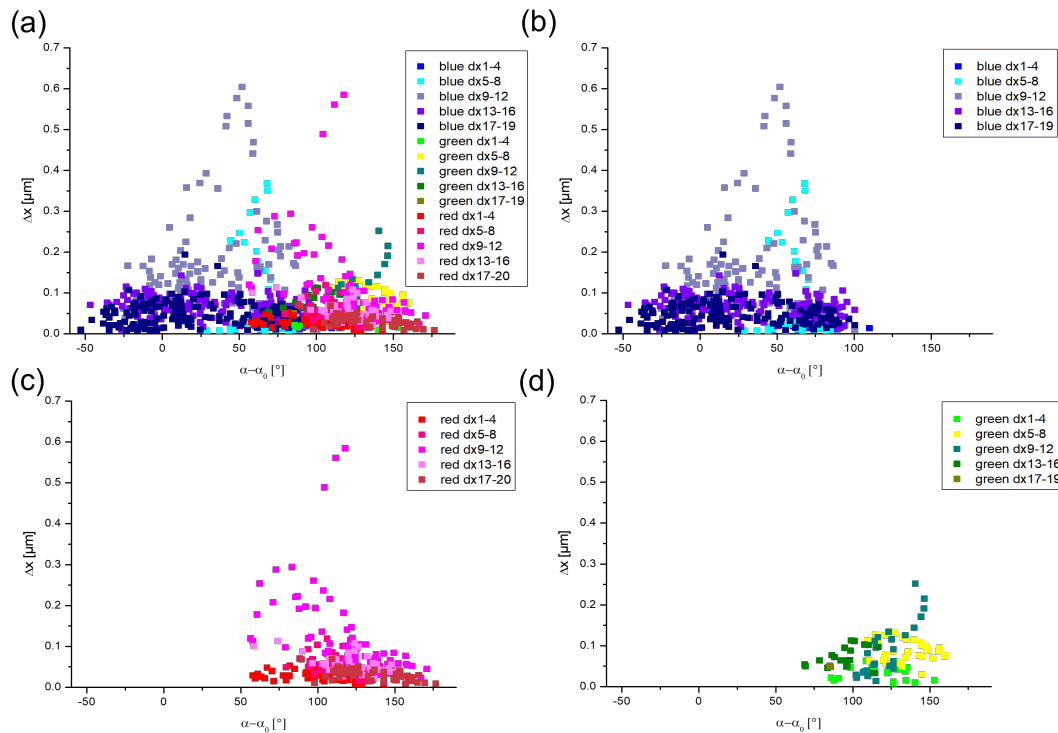 (a)
0.7
0.6
0.5
0.4
0.3
0.2
0.1
0.0
Δx [µm]
-50
0
50
100
150
α−α0 [°]
blue dx1-4
blue dx5-8
blue dx9-12
blue dx13-16
blue dx17-19
green dx1-4
green dx5-8
green dx9-12
green dx13-16
green dx17-19
red dx1-4
red dx5-8
red dx9-12
red dx13-16
red dx17-20
(b)
0.7
0.6
0.5
0.4
0.3
0.2
0.1
0.0
Δx [µm]
-50
0
50
100
150
α−α0 [°]
blue dx1-4
blue dx5-8
blue dx9-12
blue dx13-16
blue dx17-19
(c)
0.7
0.6
0.5
0.4
0.3
0.2
0.1
0.0
Δx [µm]
-50
0
50
100
150
α−α0 [°]
red dx1-4
red dx5-8
red dx9-12
red dx13-16
red dx17-20
(d)
0.7
0.6
0.5
0.4
0.3
0.2
0.1
0.0
Δx [µm]
-50
0
50
100
150
α−α0 [°]
green dx1-4
green dx5-8
green dx9-12
green dx13-16
green dx17-19